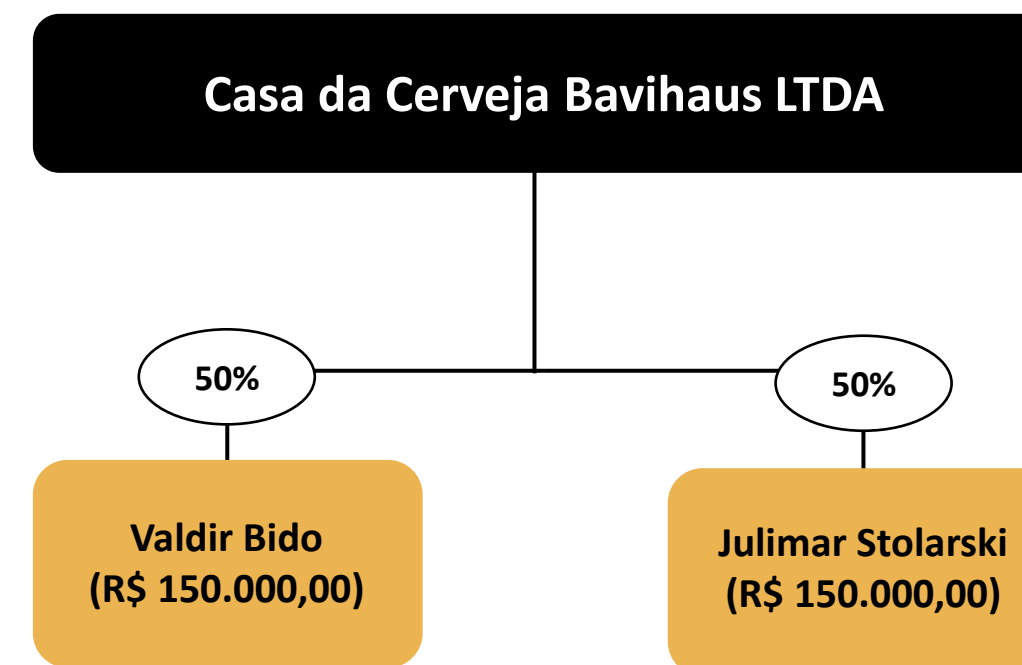 Casa da Cerveja Bavihaus LTDA
50%
50%
Valdir Bido
(R$ 150.000,00)
Julimar Stolarski
(R$ 150.000,00)